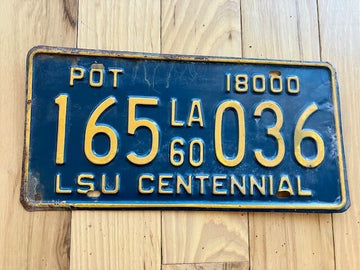 POT 18000
165 LA 60 036
LSU CENTENNIAL